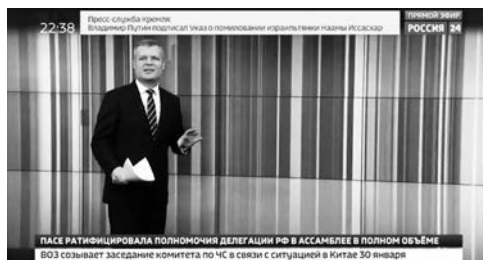 22:38
Пресс-служба Кремля:
Владимир Путин подписал указ о помиловании израильтянки Наамы Иссахар
ПРЯМОЙ ЭФИР
РОССИЯ 24
ПАСЕ РАТИФИЦИРОВАЛА ПОЛНОМОЧИЯ ДЕЛЕГАЦИИ РФ В АССАМБЛЕЕ В ПОЛНОМ ОБЪЁМЕ
ВОЗ созывает заседание комитета по ЧС в связи с ситуацией в Китае 30 января